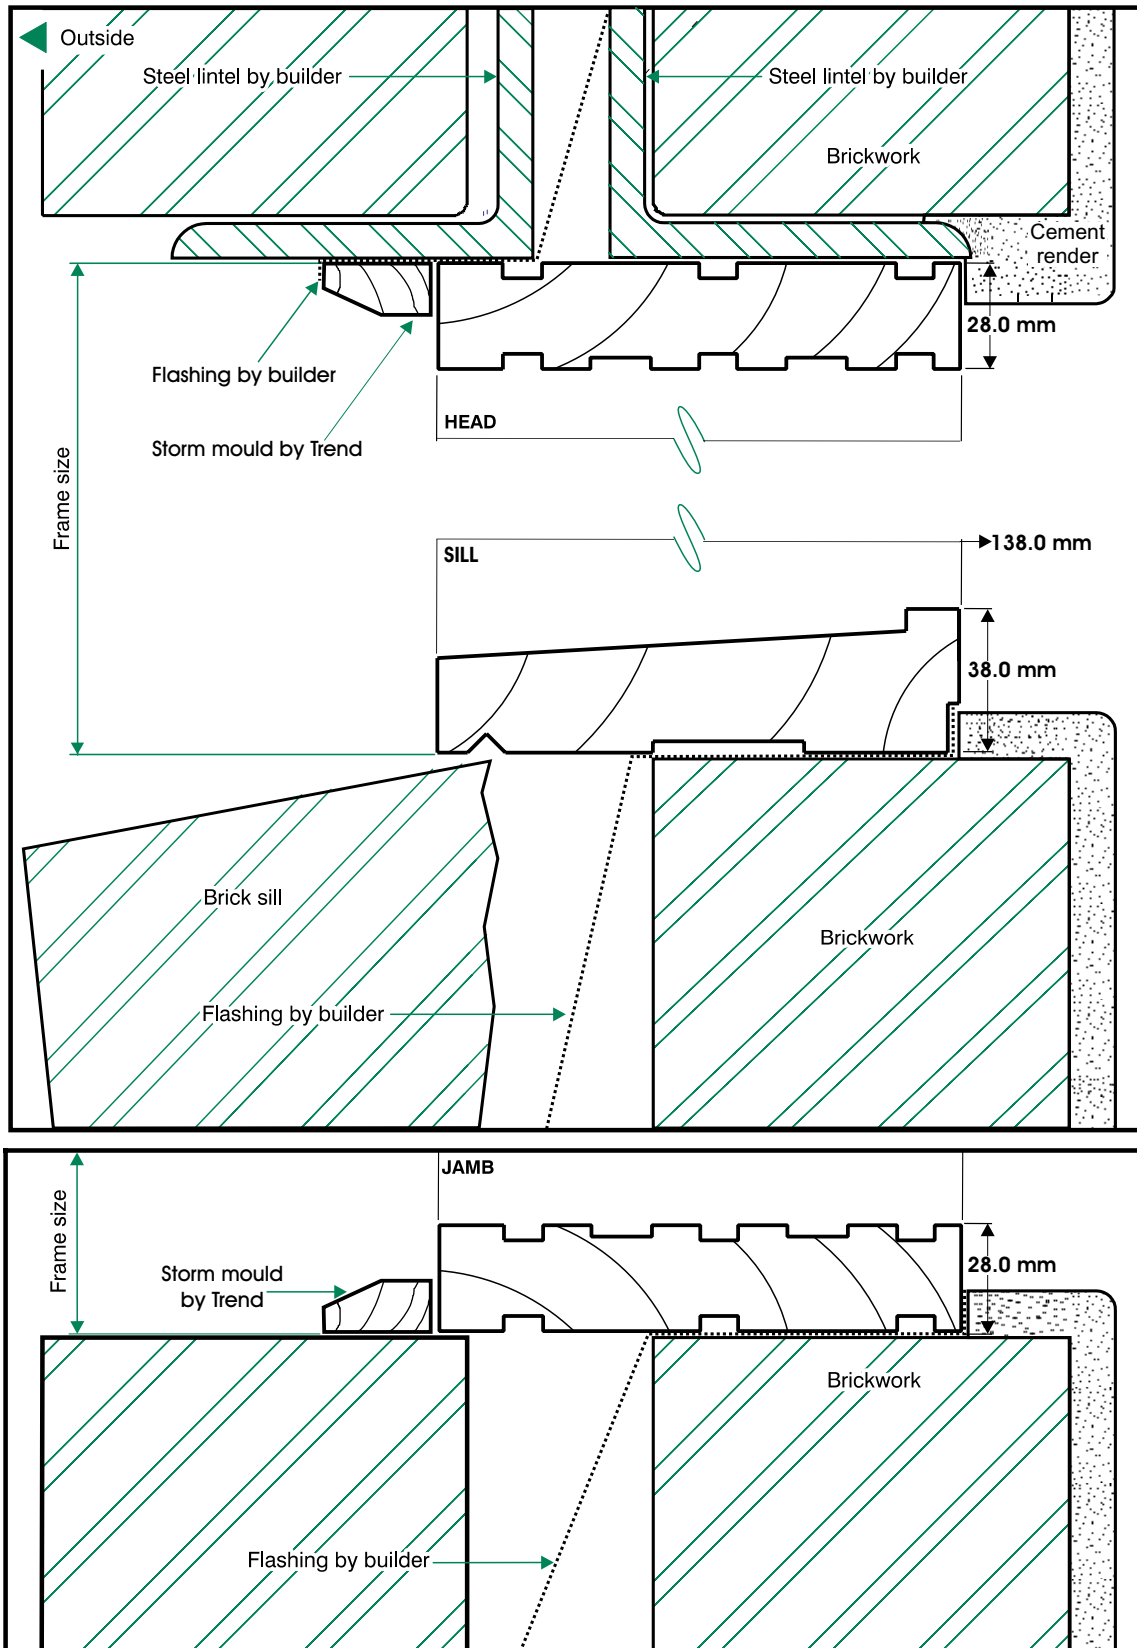 Outside
Steel lintel by builder
Steel lintel by builder
Brickwork
Cement
render
28.0 mm
Flashing by builder
HEAD
Storm mould by Trend
Frame size
SILL
138.0 mm
38.0 mm
Brick sill
Brickwork
Flashing by builder
JAMB
Frame size
Storm mould
by Trend
28.0 mm
Brickwork
Flashing by builder